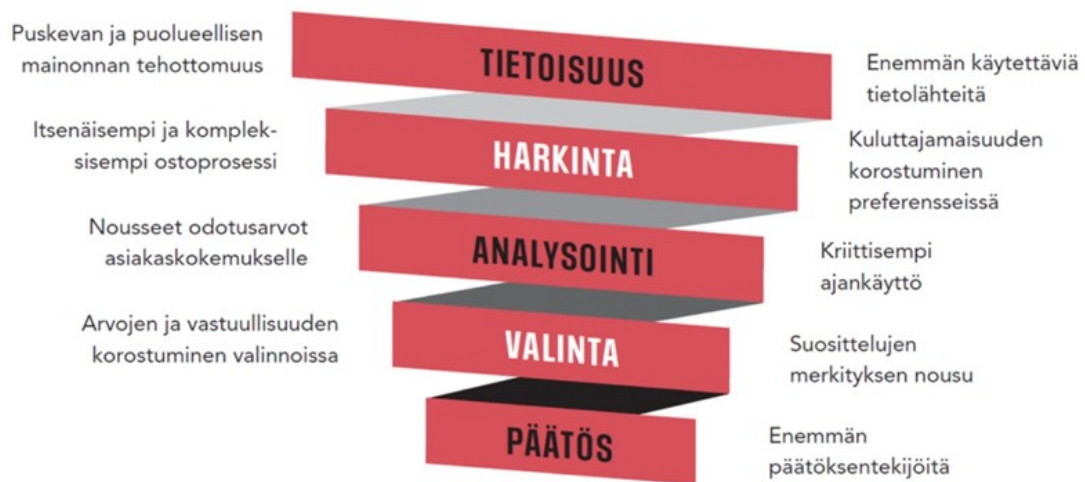 Puskevan ja puolueellisen
mainonnan tehottomuus
TIETOISUUS
Enemmän käytettäviä
tietolähteitä
Itsenäisempi ja komplek-
sisempi ostoprosessi
HARKINTA
Kuluttajamaisuuden
korostuminen
preferensseissä
Nousseet odotusarvot
asiakaskokemukselle
ANALYSOINTI
Kriittisempi
ajankäyttö
Arvojen ja vastuullisuuden
korostuminen valinnoissa
VALINTA
Suosittelujen
merkityksen nousu
PÄÄTÖS
Enemmän
päätöksentekijöitä